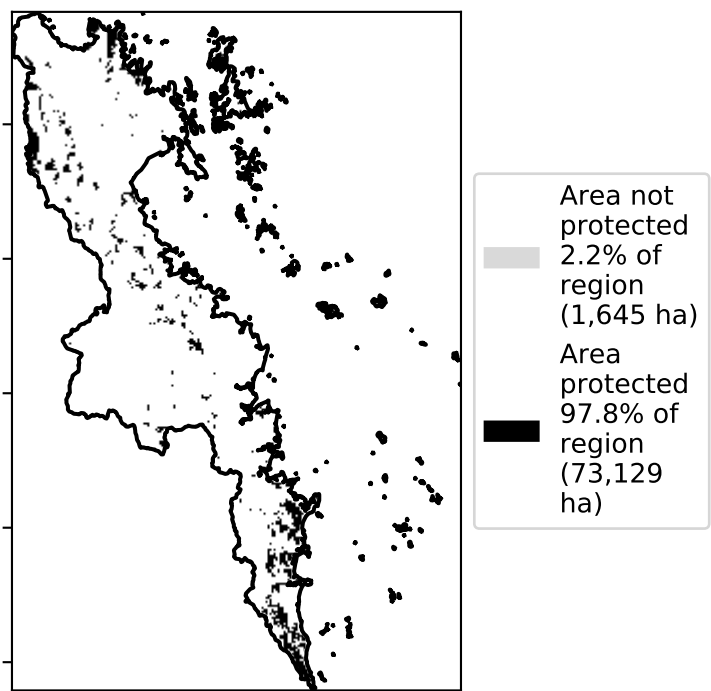 Area not
protected
2.2% of
region
(1,645 ha)
Area
protected
97.8% of
region
(73,129
ha)